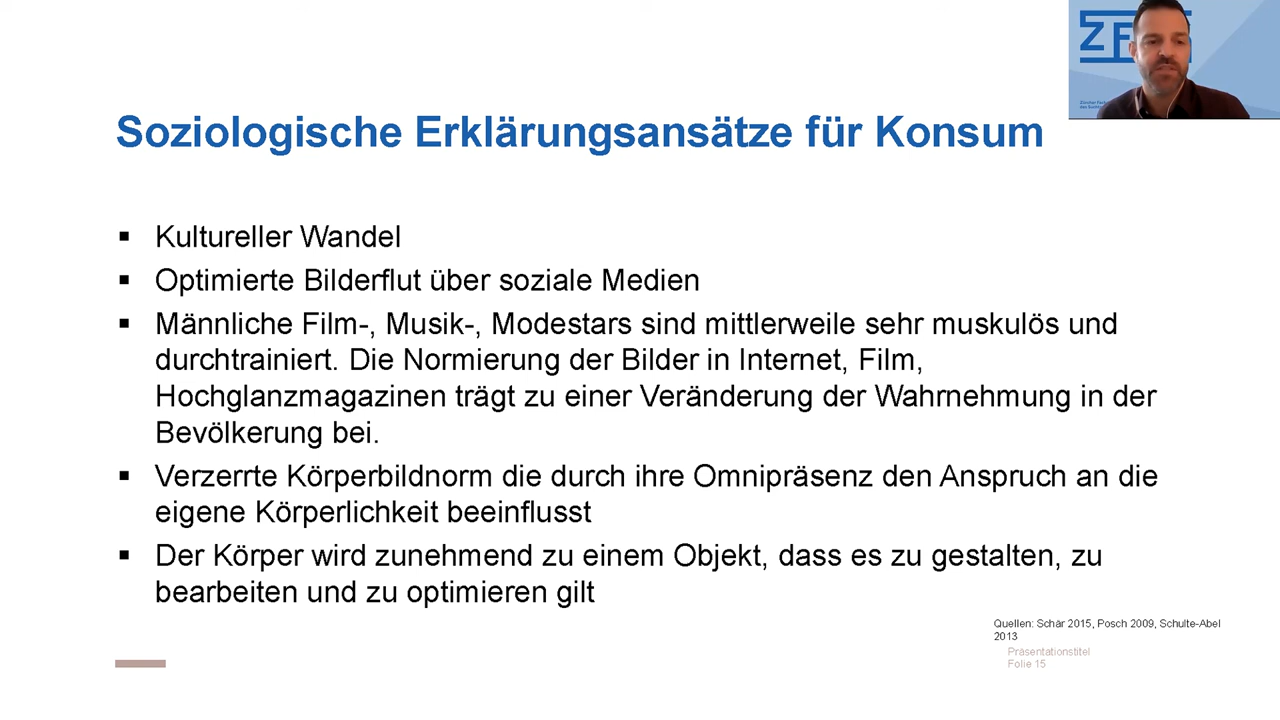 Soziologische Erklärungsansätze für Konsum
▪ Kultureller Wandel
▪ Optimierte Bilderflut über soziale Medien
▪ Männliche Film-, Musik-, Modestars sind mittlerweile sehr muskulös und
durchtrainiert. Die Normierung der Bilder in Internet, Film,
Hochglanzmagazinen trägt zu einer Veränderung der Wahrnehmung in der
Bevölkerung bei.
▪ Verzerrte Körperbildnorm die durch ihre Omnipräsenz den Anspruch an die
eigene Körperlichkeit beeinflusst
▪ Der Körper wird zunehmend zu einem Objekt, dass es zu gestalten, zu
bearbeiten und zu optimieren gilt
Quellen: Schär 2015, Posch 2009, Schulte-Abel
2013
Präsentationstitel
Folie 15